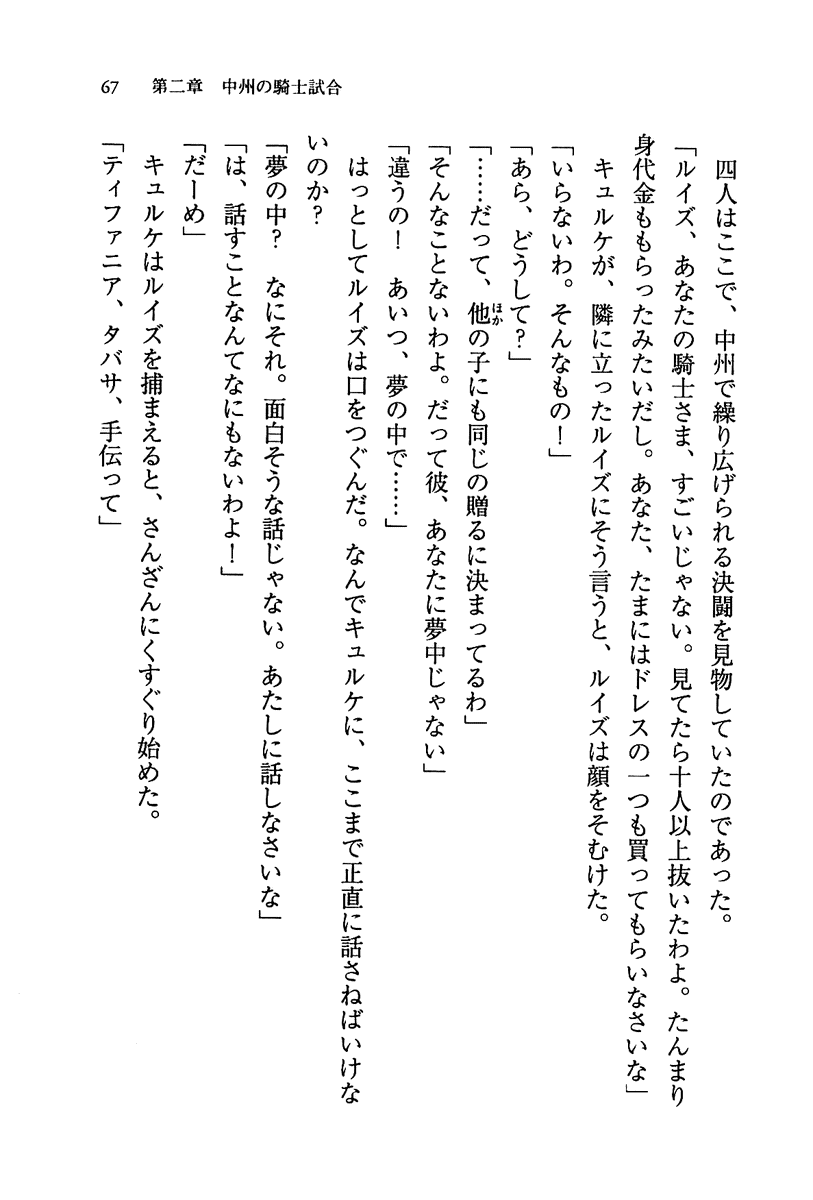 67　第二章　中州の騎士試合
　四人はここで、中州で繰り広げられる決闘を見物していたのであった。
「ルイズ、あなたの騎士さま、すごいじゃない。見てたら十人以上抜いたわよ。たんまり
身代金ももらったみたいだし。あなた、たまにはドレスの一つも買ってもらいなさいな」
　キュルケが、隣に立ったルイズにそう言うと、ルイズは顔をそむけた。
「いらないわ。そんなもの！」
「あら、どうして？」
「……だって、他ほかの子にも同じの贈るに決まってるわ」
「そんなことないわよ。だって彼、あなたに夢中じゃない」
「違うの！　あいつ、夢の中で……」
　はっとしてルイズは口をつぐんだ。なんでキュルケに、ここまで正直に話さねばいけな
いのか？
「夢の中？　なにそれ。面白そうな話じゃない。あたしに話しなさいな」
「は、話すことなんてなにもないわよ！」
「だーめ」
　キュルケはルイズを捕まえると、さんざんにくすぐり始めた。
「ティファニア、タバサ、手伝って」